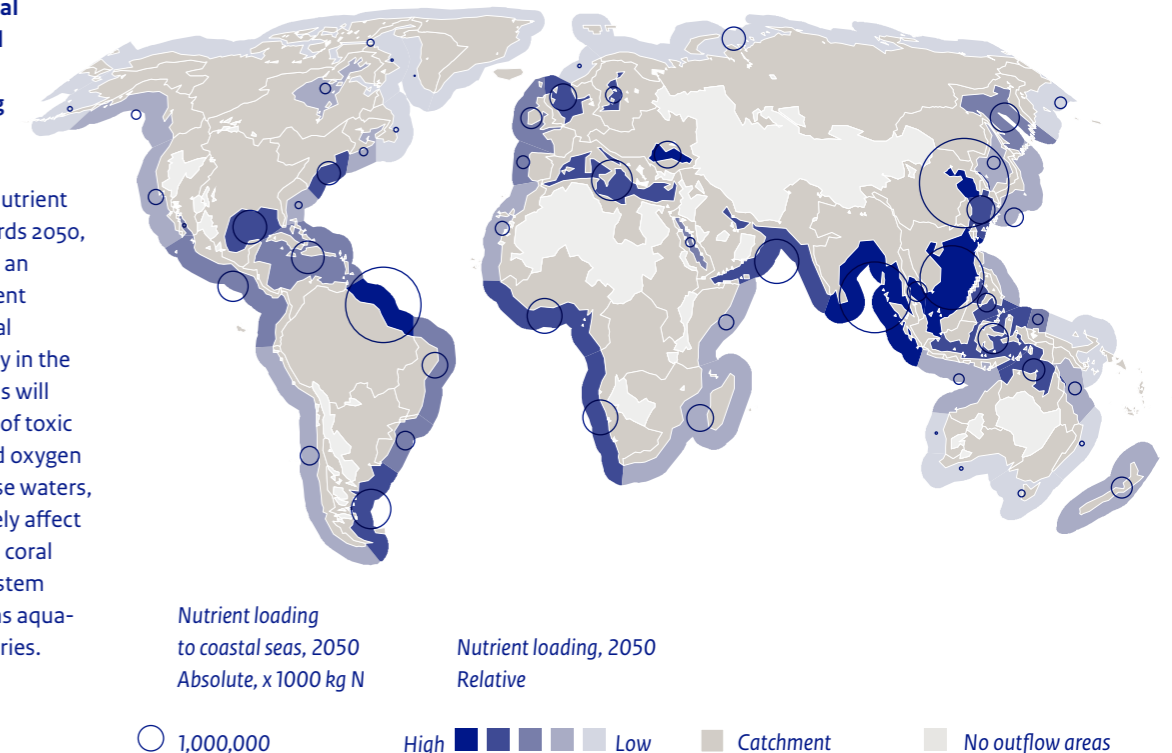 al
d
g
utrient
rds 2050,
an
ent
al
y in the
s will
of toxic
d oxygen
se waters,
ely affect
coral
stem
as aqua-
ries.
Nutrient loading
to coastal seas, 2050
Absolute, x 1000 kg N
1,000,000
Nutrient loading, 2050
Relative
High Low Catchment No outflow areas